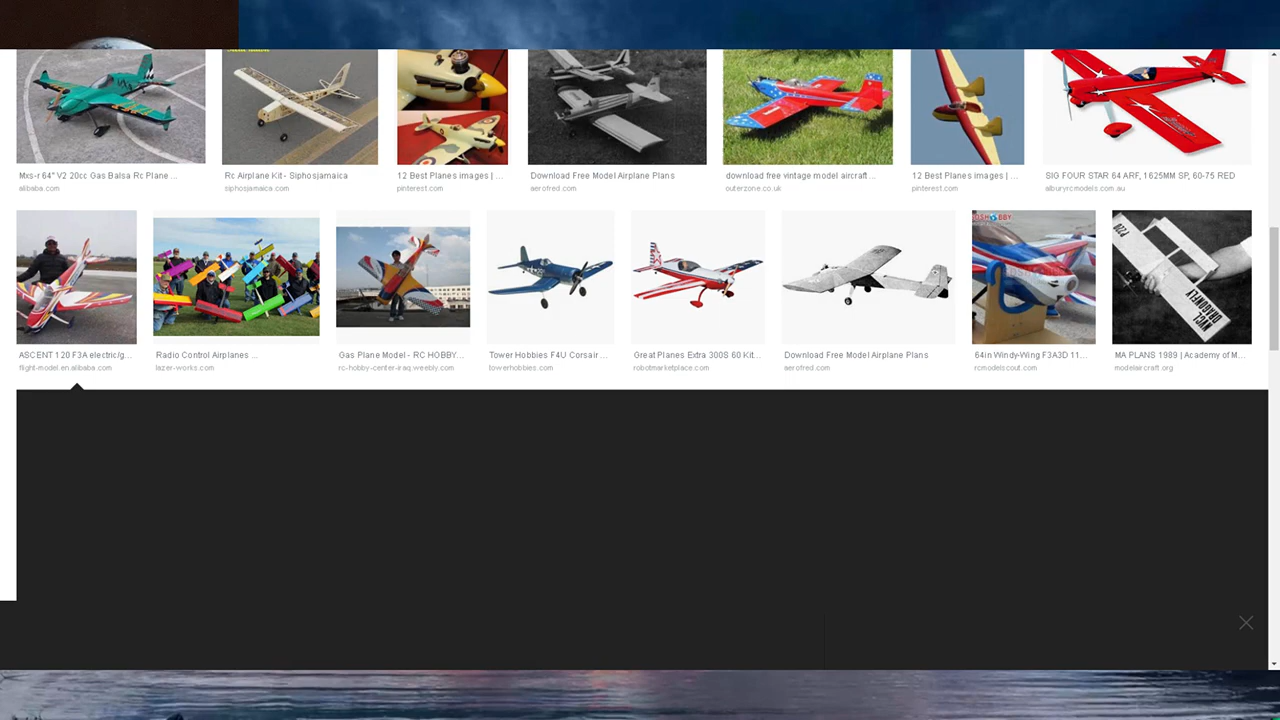 Mxs-r 64" V2 20cc Gas Balsa Rc Plane ...
alibaba.com
Rc Airplane Kit - Siphosjamaica
siphosjamaica.com
12 Best Planes images | ...
pinterest.com
Download Free Model Airplane Plans
aerofred.com
download free vintage model aircraft ...
outerzone.co.uk
12 Best Planes images | ...
pinterest.com
SIG FOUR STAR 64 ARF, 1625MM SP, 60-75 RED
alburyrcmodels.com.au
ASCENT 120 F3A electric/g...
flight-model.en.alibaba.com
Radio Control Airplanes ...
lazer-works.com
Gas Plane Model - RC HOBBY...
rc-hobby-center-iraq.weebly.com
Tower Hobbies F4U Corsair ...
towerhobbies.com
Great Planes Extra 300S 60 Kit...
robotmarketplace.com
Download Free Model Airplane Plans
aerofred.com
64in Windy-Wing F3A3D 11...
rcmodelscout.com
MA PLANS 1989 | Academy of M...
modelaircraft.org
DRAGONFLY